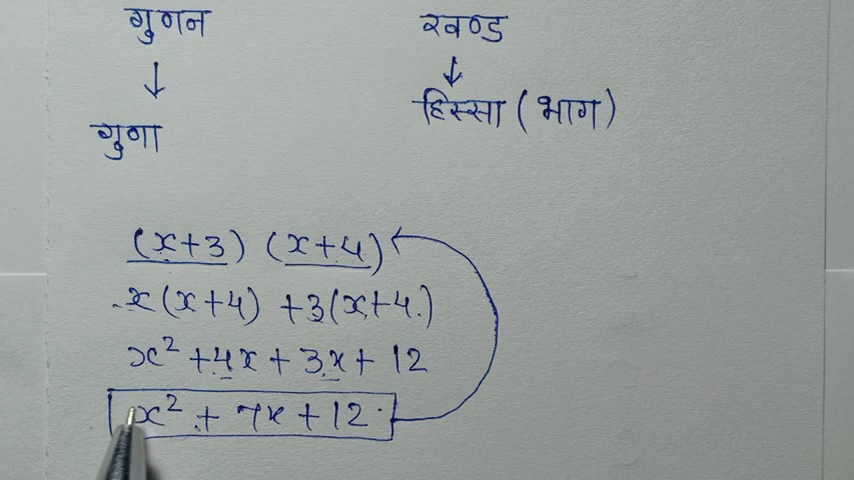 गुणन खण्ड
↓ ↓
गुणा हिस्सा (भाग)
(x+3) (x+4)
x(x+4) +3(x+4)
x² +4x + 3x + 12
x² + 7x + 12